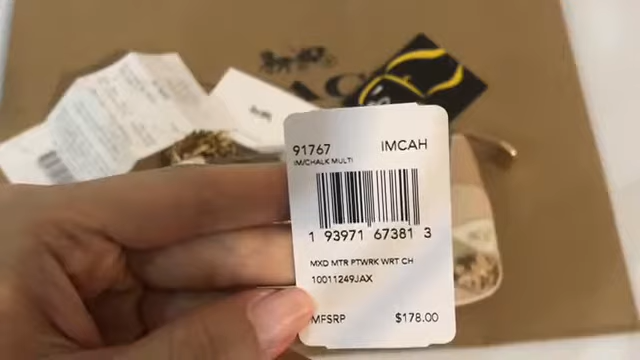 91767 IMCAH
IM/CHALK MULTI
1 93971 67381 3
MXD MTR PTWRK WRT CH
10011249JAX
MFSRP $178.00